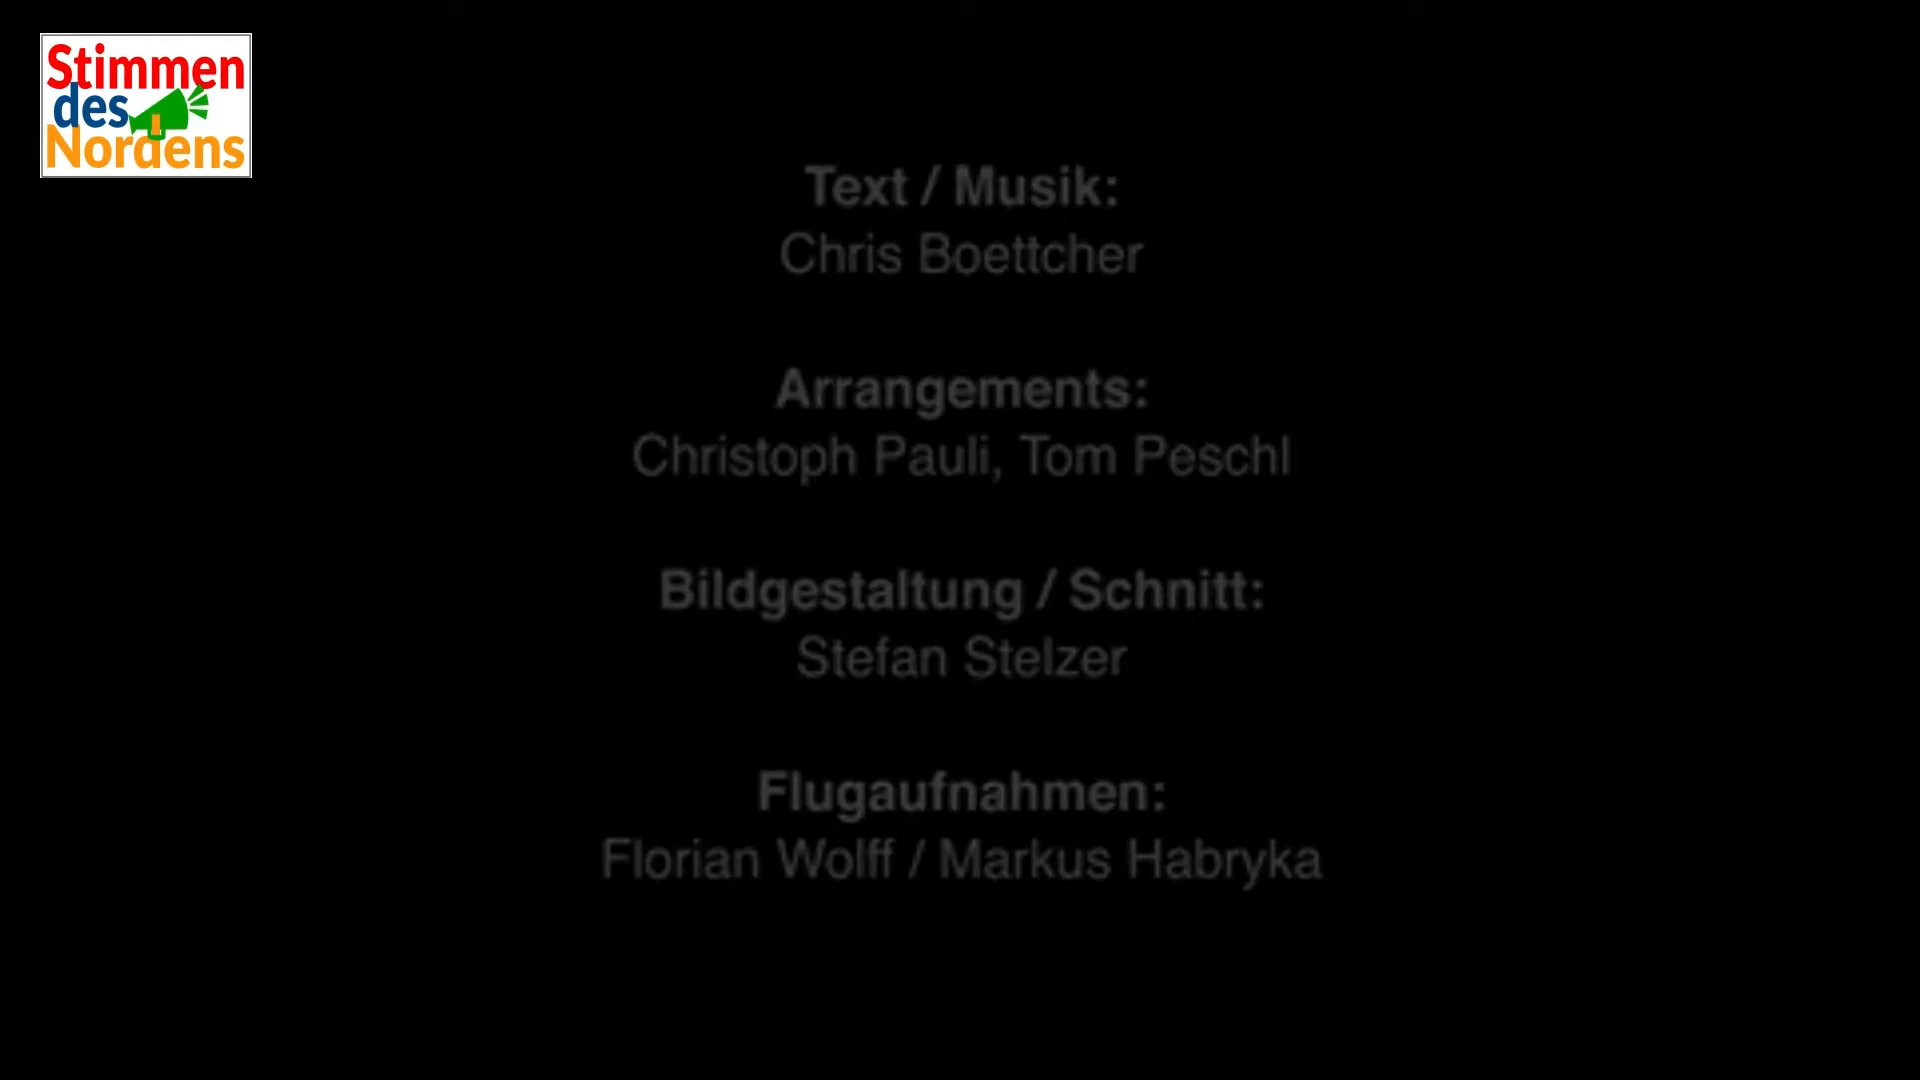 Stimmen
des
Nordens
Text / Musik:
Chris Boettcher
Arrangements:
Christoph Pauli, Tom Peschl
Bildgestaltung / Schnitt:
Stefan Stelzer
Flugaufnahmen:
Florian Wolff / Markus Habryka